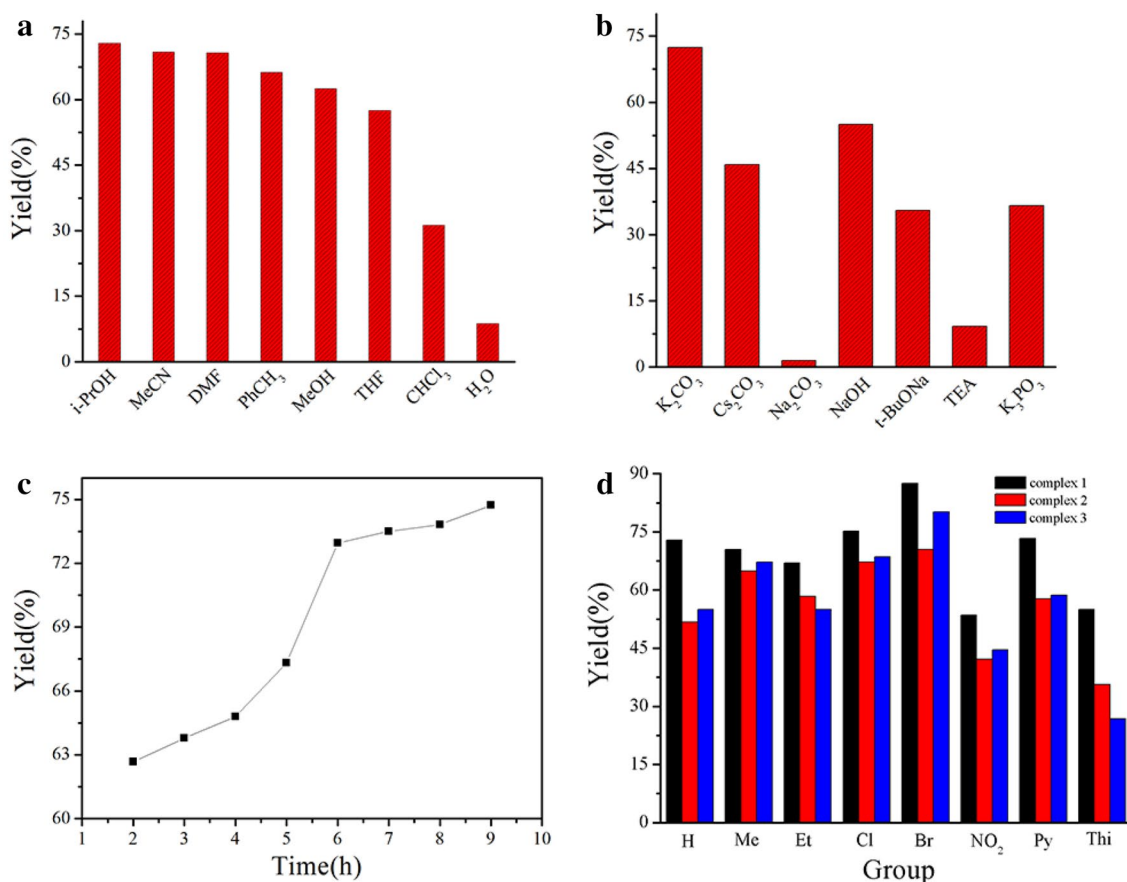 a
Yield(%)
75
60
45
30
15
0
i-PrOH MeCN DMF PhCH₃ MeOH THF CHCl₃ H₂O
b
Yield(%)
75
60
45
30
15
0
K₂CO₃ Cs₂CO₃ Na₂CO₃ NaOH t-BuONa TEA K₃PO₃
c
Yield(%)
75
72
69
66
63
60
1 2 3 4 5 6 7 8 9 10
Time(h)
d
Yield(%)
90
75
60
45
30
15
0
complex 1
complex 2
complex 3
H Me Et Cl Br NO₂ Py Thi
Group